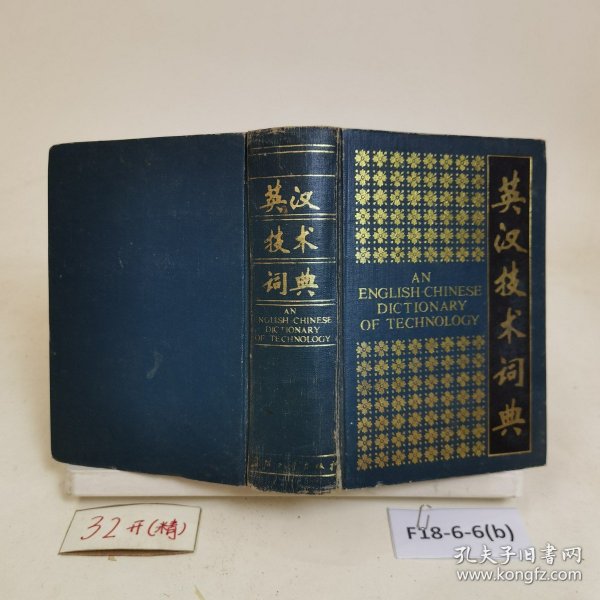 英汉
技术
词典
AN
ENGLISH-CHINESE
DICTIONARY
OF TECHNOLOGY
AN
ENGLISH-CHINESE
DICTIONARY
OF TECHNOLOGY
英汉技术词典
32开(精)
F18-6-6(b)
孔夫子旧书网
www.kongfz.com